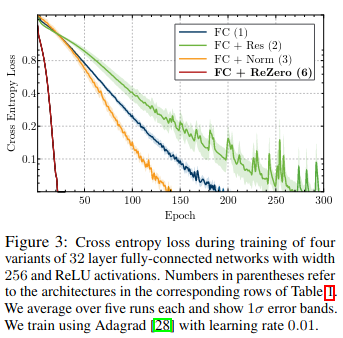 FC (1)
FC + Res (2)
FC + Norm (3)
FC + ReZero (6)
Cross Entropy Loss
0.8
0.4
0.2
0.1
50
100
150
200
250
300
Epoch
Figure 3: Cross entropy loss during training of four
variants of 32 layer fully-connected networks with width
256 and ReLU activations. Numbers in parentheses refer
to the architectures in the corresponding rows of Table 1.
We average over five runs each and show 1σ error bands.
We train using Adagrad [28] with learning rate 0.01.